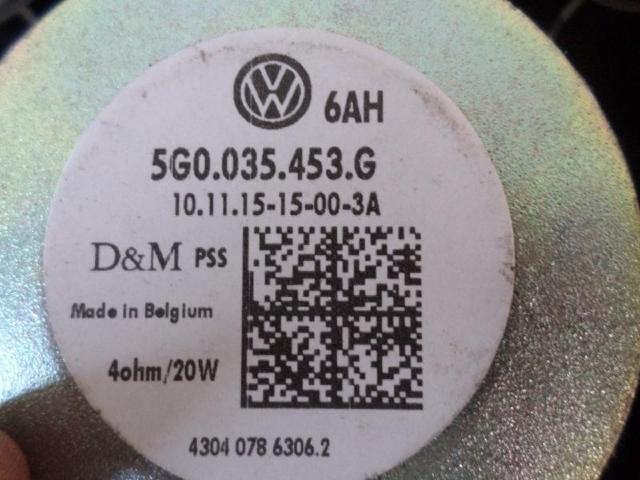 VW 6AH
5G0.035.453.G
10.11.15-15-00-3A
D&M PSS
Made in Belgium
4ohm/20W
4304 078 6306.2